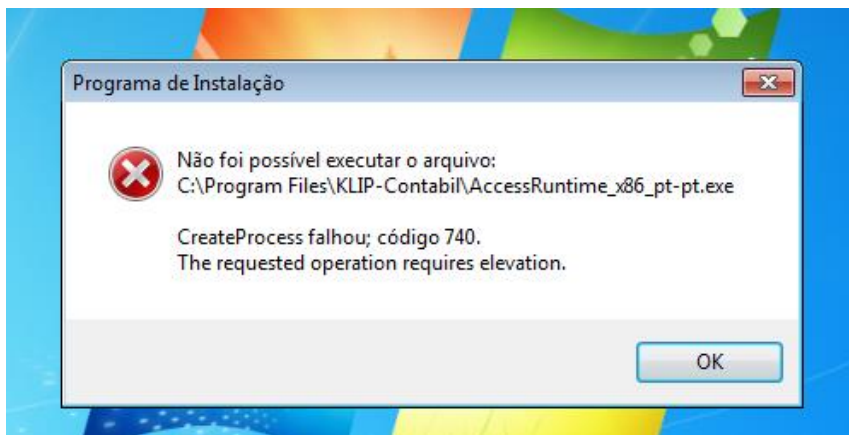 Programa de Instalação
Não foi possível executar o arquivo:
C:\Program Files\KLIP-Contabil\AccessRuntime_x86_pt-pt.exe
CreateProcess falhou; código 740.
The requested operation requires elevation.
OK